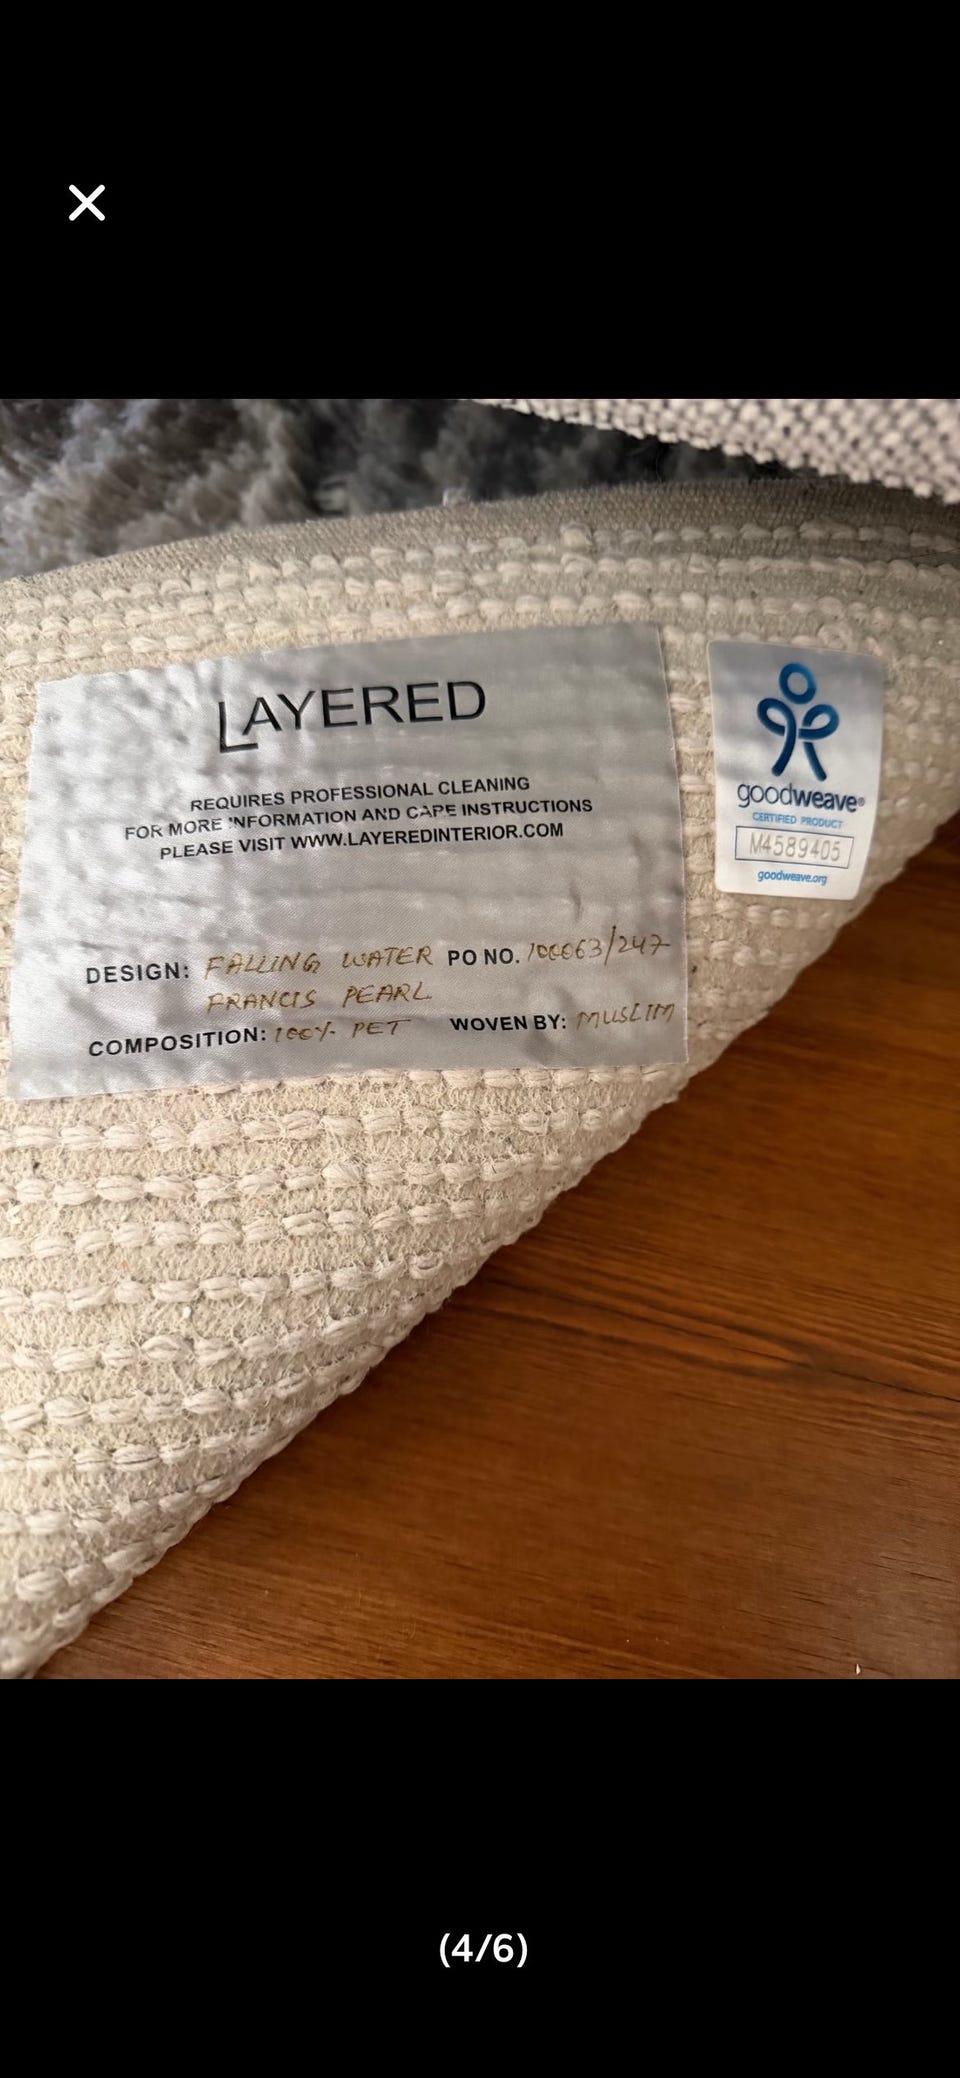 LAYERED
REQUIRES PROFESSIONAL CLEANING
FOR MORE INFORMATION AND CARE INSTRUCTIONS
PLEASE VISIT WWW.LAYEREDINTERIOR.COM
DESIGN: FALLING WATER PO NO. 100063/247
FRANCIS PEARL
COMPOSITION: 100% PET WOVEN BY: MUSLIM
goodweave®
CERTIFIED PRODUCT
M4589405
goodweave.org
(4/6)